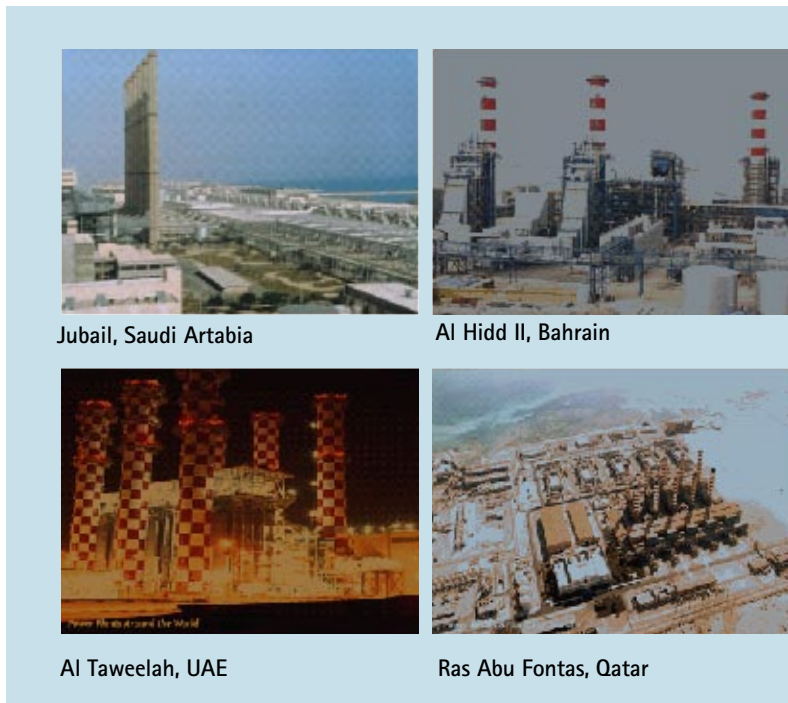 Jubail, Saudi Artabia
Al Hidd II, Bahrain
Power Plants Around the World
Al Taweelah, UAE
Ras Abu Fontas, Qatar